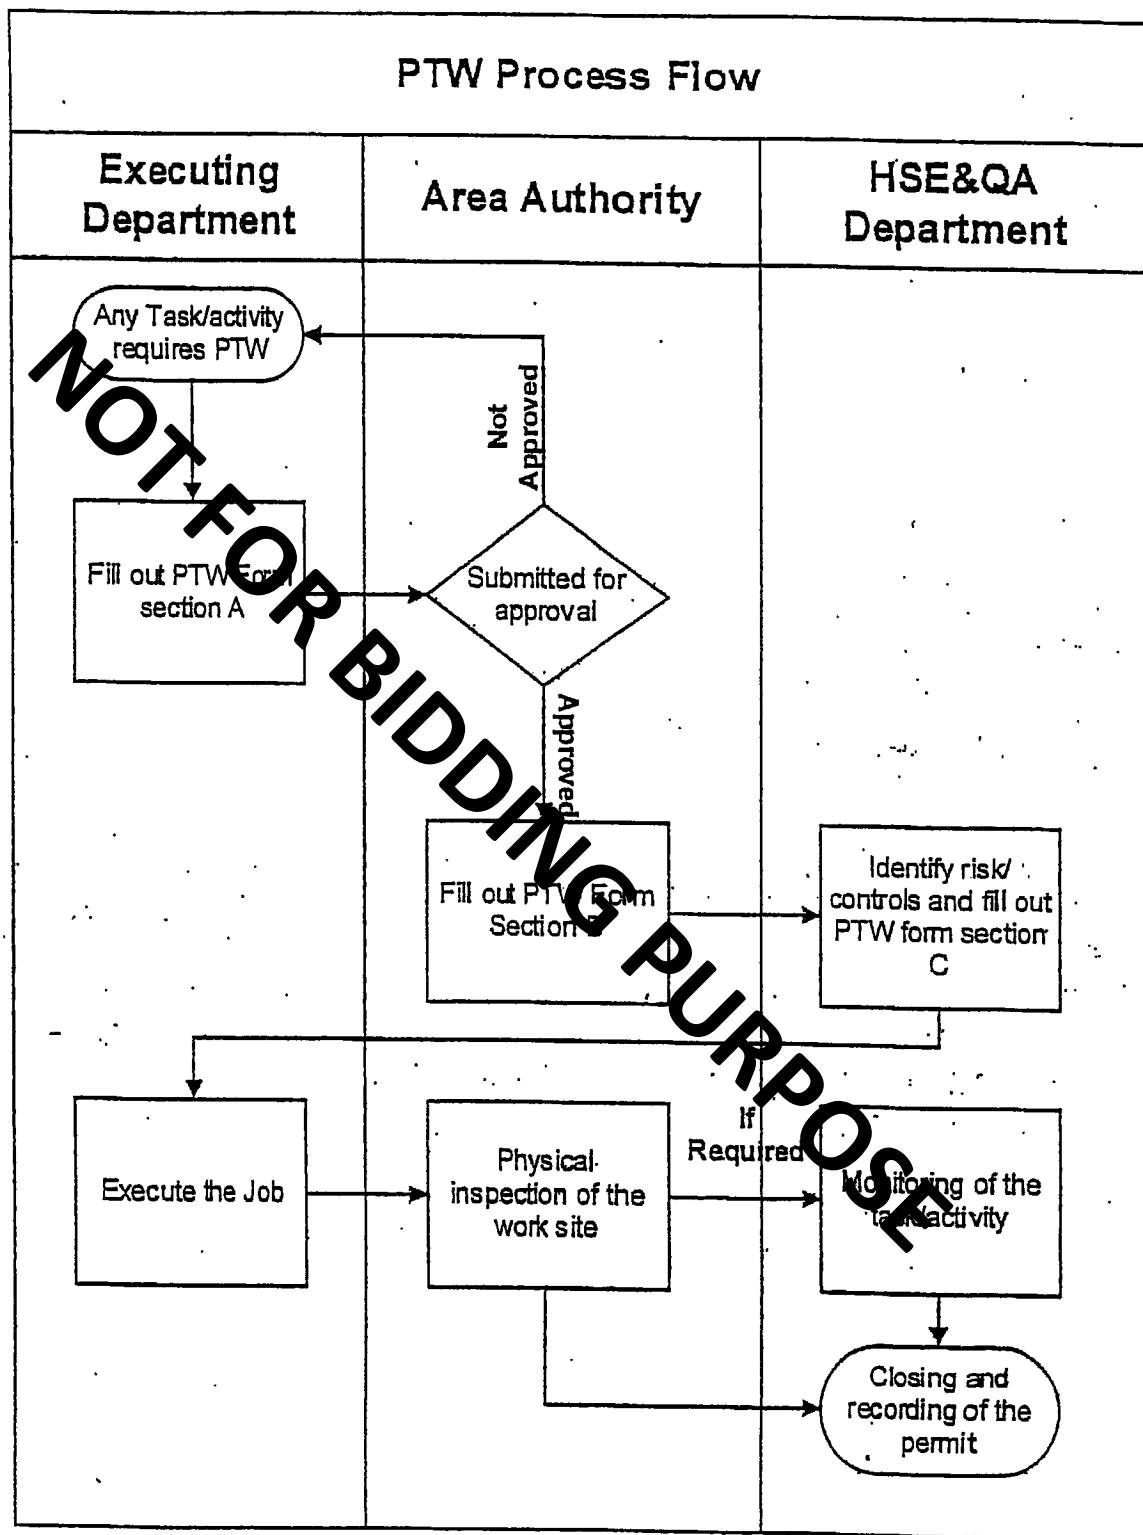 PTW Process Flow
Executing
Department
Area Authority
HSE&QA
Department
Any Task/activity
requires PTW
Not
Approved
Fill out PTW Form
section A
Submitted for
approval
Approved
Fill out PTW Form
Section
Identify risk/
controls and fill out
PTW form section
C
Execute the Job
Physical
inspection of the
work site
If
Required
Monitoring of the
task/activity
Closing and
recording of the
permit
NOT FOR BIDDING PURPOSE